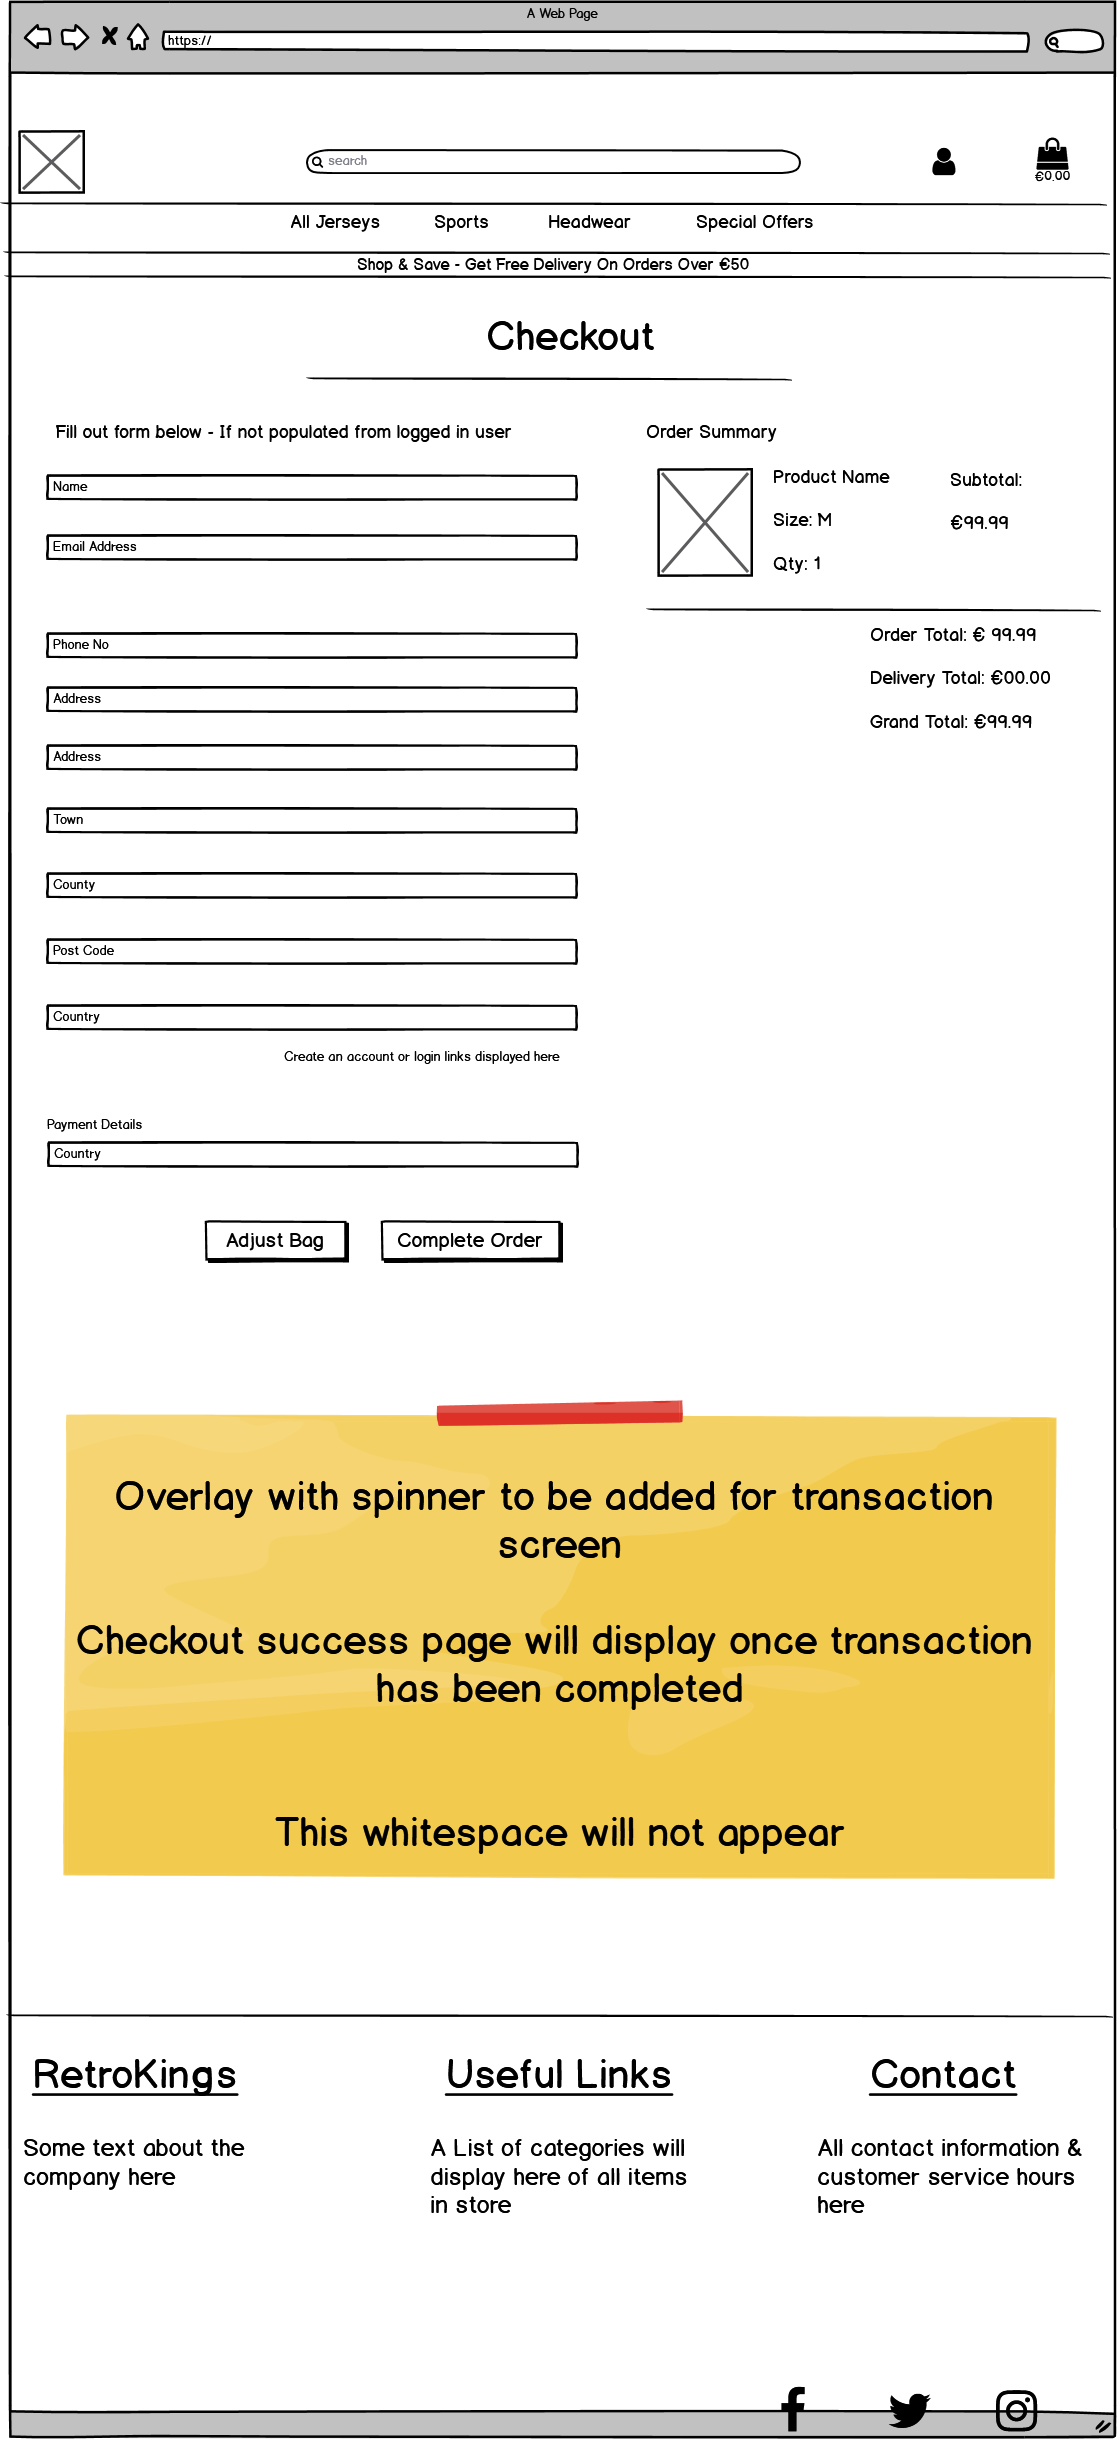 A Web Page
https://
search
€0.00
All Jerseys Sports Headwear Special Offers
Shop & Save - Get Free Delivery On Orders Over €50
Checkout
Fill out form below - If not populated from logged in user
Name
Email Address
Phone No
Address
Address
Town
County
Post Code
Country
Create an account or login links displayed here
Payment Details
Country
Adjust Bag Complete Order
Order Summary
Product Name
Size: M
Qty: 1
Subtotal:
€99.99
Order Total: € 99.99
Delivery Total: €00.00
Grand Total: €99.99
Overlay with spinner to be added for transaction
screen
Checkout success page will display once transaction
has been completed
This whitespace will not appear
RetroKings
Some text about the
company here
Useful Links
A List of categories will
display here of all items
in store
Contact
All contact information &
customer service hours
here